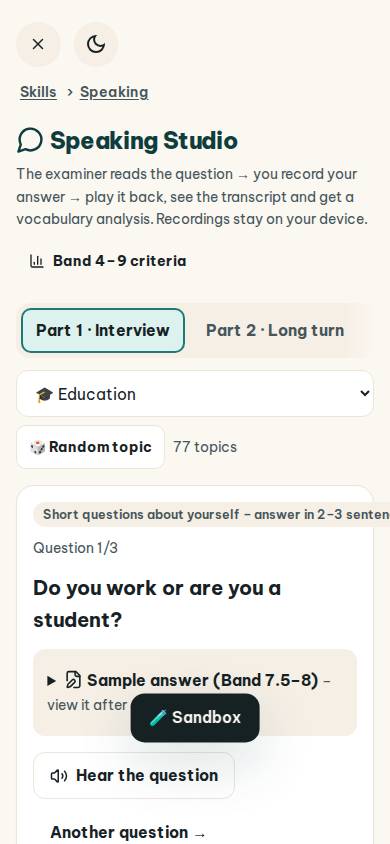 Skills > Speaking
Speaking Studio
The examiner reads the question → you record your
answer → play it back, see the transcript and get a
vocabulary analysis. Recordings stay on your device.
Band 4–9 criteria
Part 1 · Interview
Part 2 · Long turn
🎓 Education
🎲 Random topic
77 topics
Short questions about yourself – answer in 2–3
Question 1/3
Do you work or are you a
student?
Sample answer (Band 7.5–8) –
view it after
🧪 Sandbox
Hear the question
Another question →